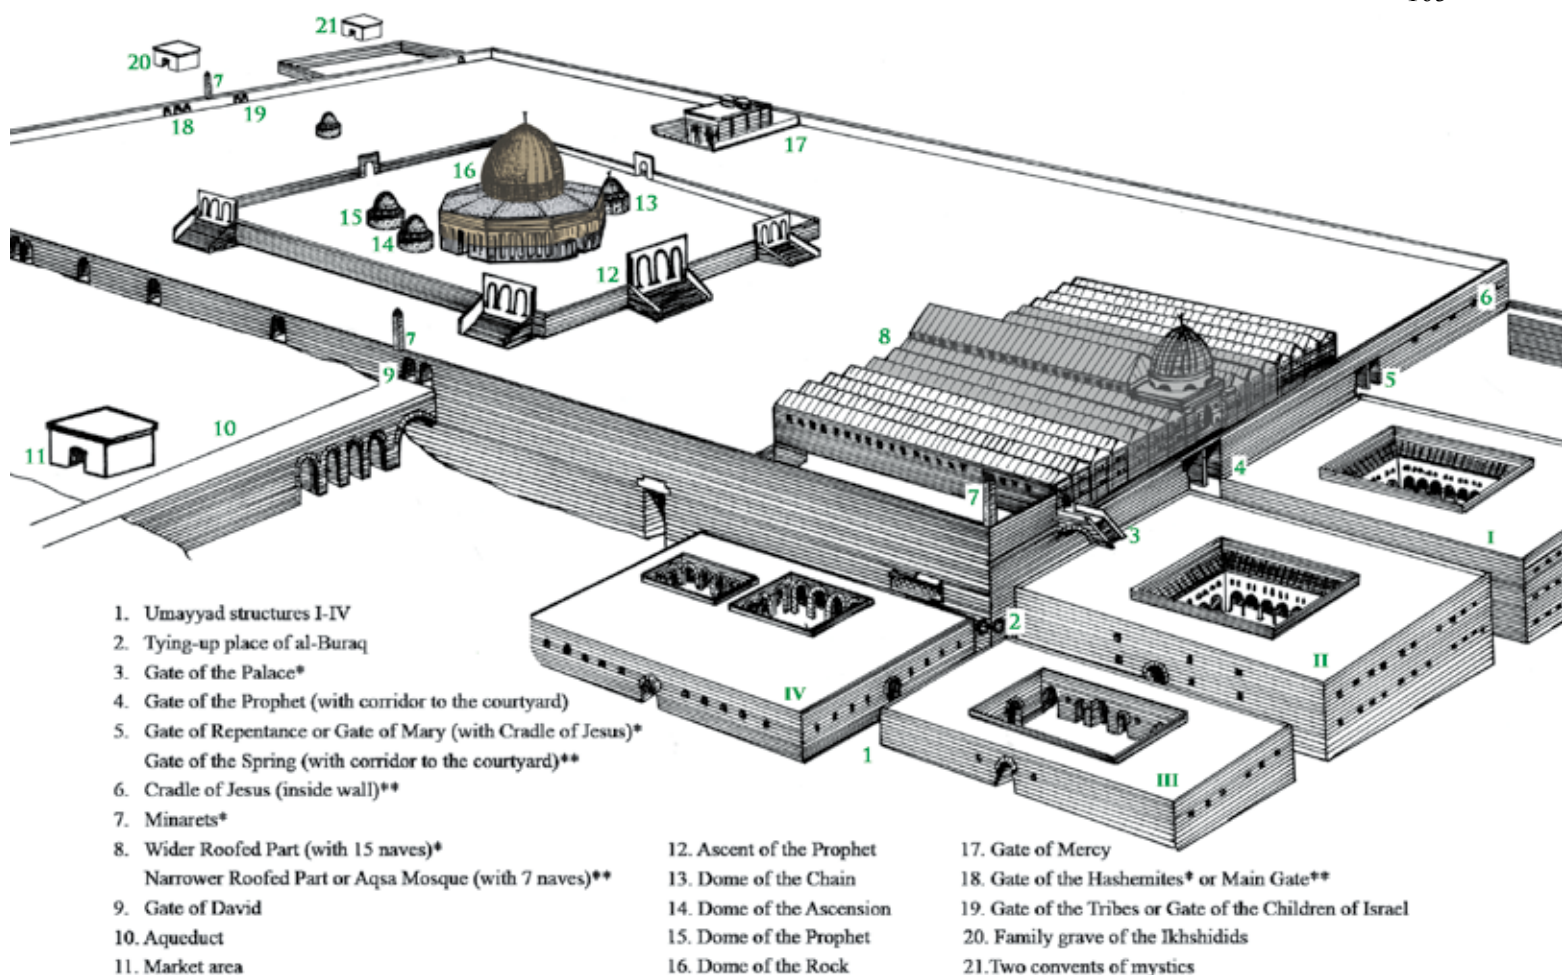 21
20
7
19
18
17
16
15
13
14
12
6
7
8
9
5
10
11
4
7
3
I
2
II
IV
1
III
1. Umayyad structures I-IV
2. Tying-up place of al-Buraq
3. Gate of the Palace*
4. Gate of the Prophet (with corridor to the courtyard)
5. Gate of Repentance or Gate of Mary (with Cradle of Jesus)*
Gate of the Spring (with corridor to the courtyard)**
6. Cradle of Jesus (inside wall)**
7. Minarets*
8. Wider Roofed Part (with 15 naves)*
Narrower Roofed Part or Aqsa Mosque (with 7 naves)**
9. Gate of David
10. Aqueduct
11. Market area
12. Ascent of the Prophet
13. Dome of the Chain
14. Dome of the Ascension
15. Dome of the Prophet
16. Dome of the Rock
17. Gate of Mercy
18. Gate of the Hashemites* or Main Gate**
19. Gate of the Tribes or Gate of the Children of Israel
20. Family grave of the Ikhshidids
21.Two convents of mystics